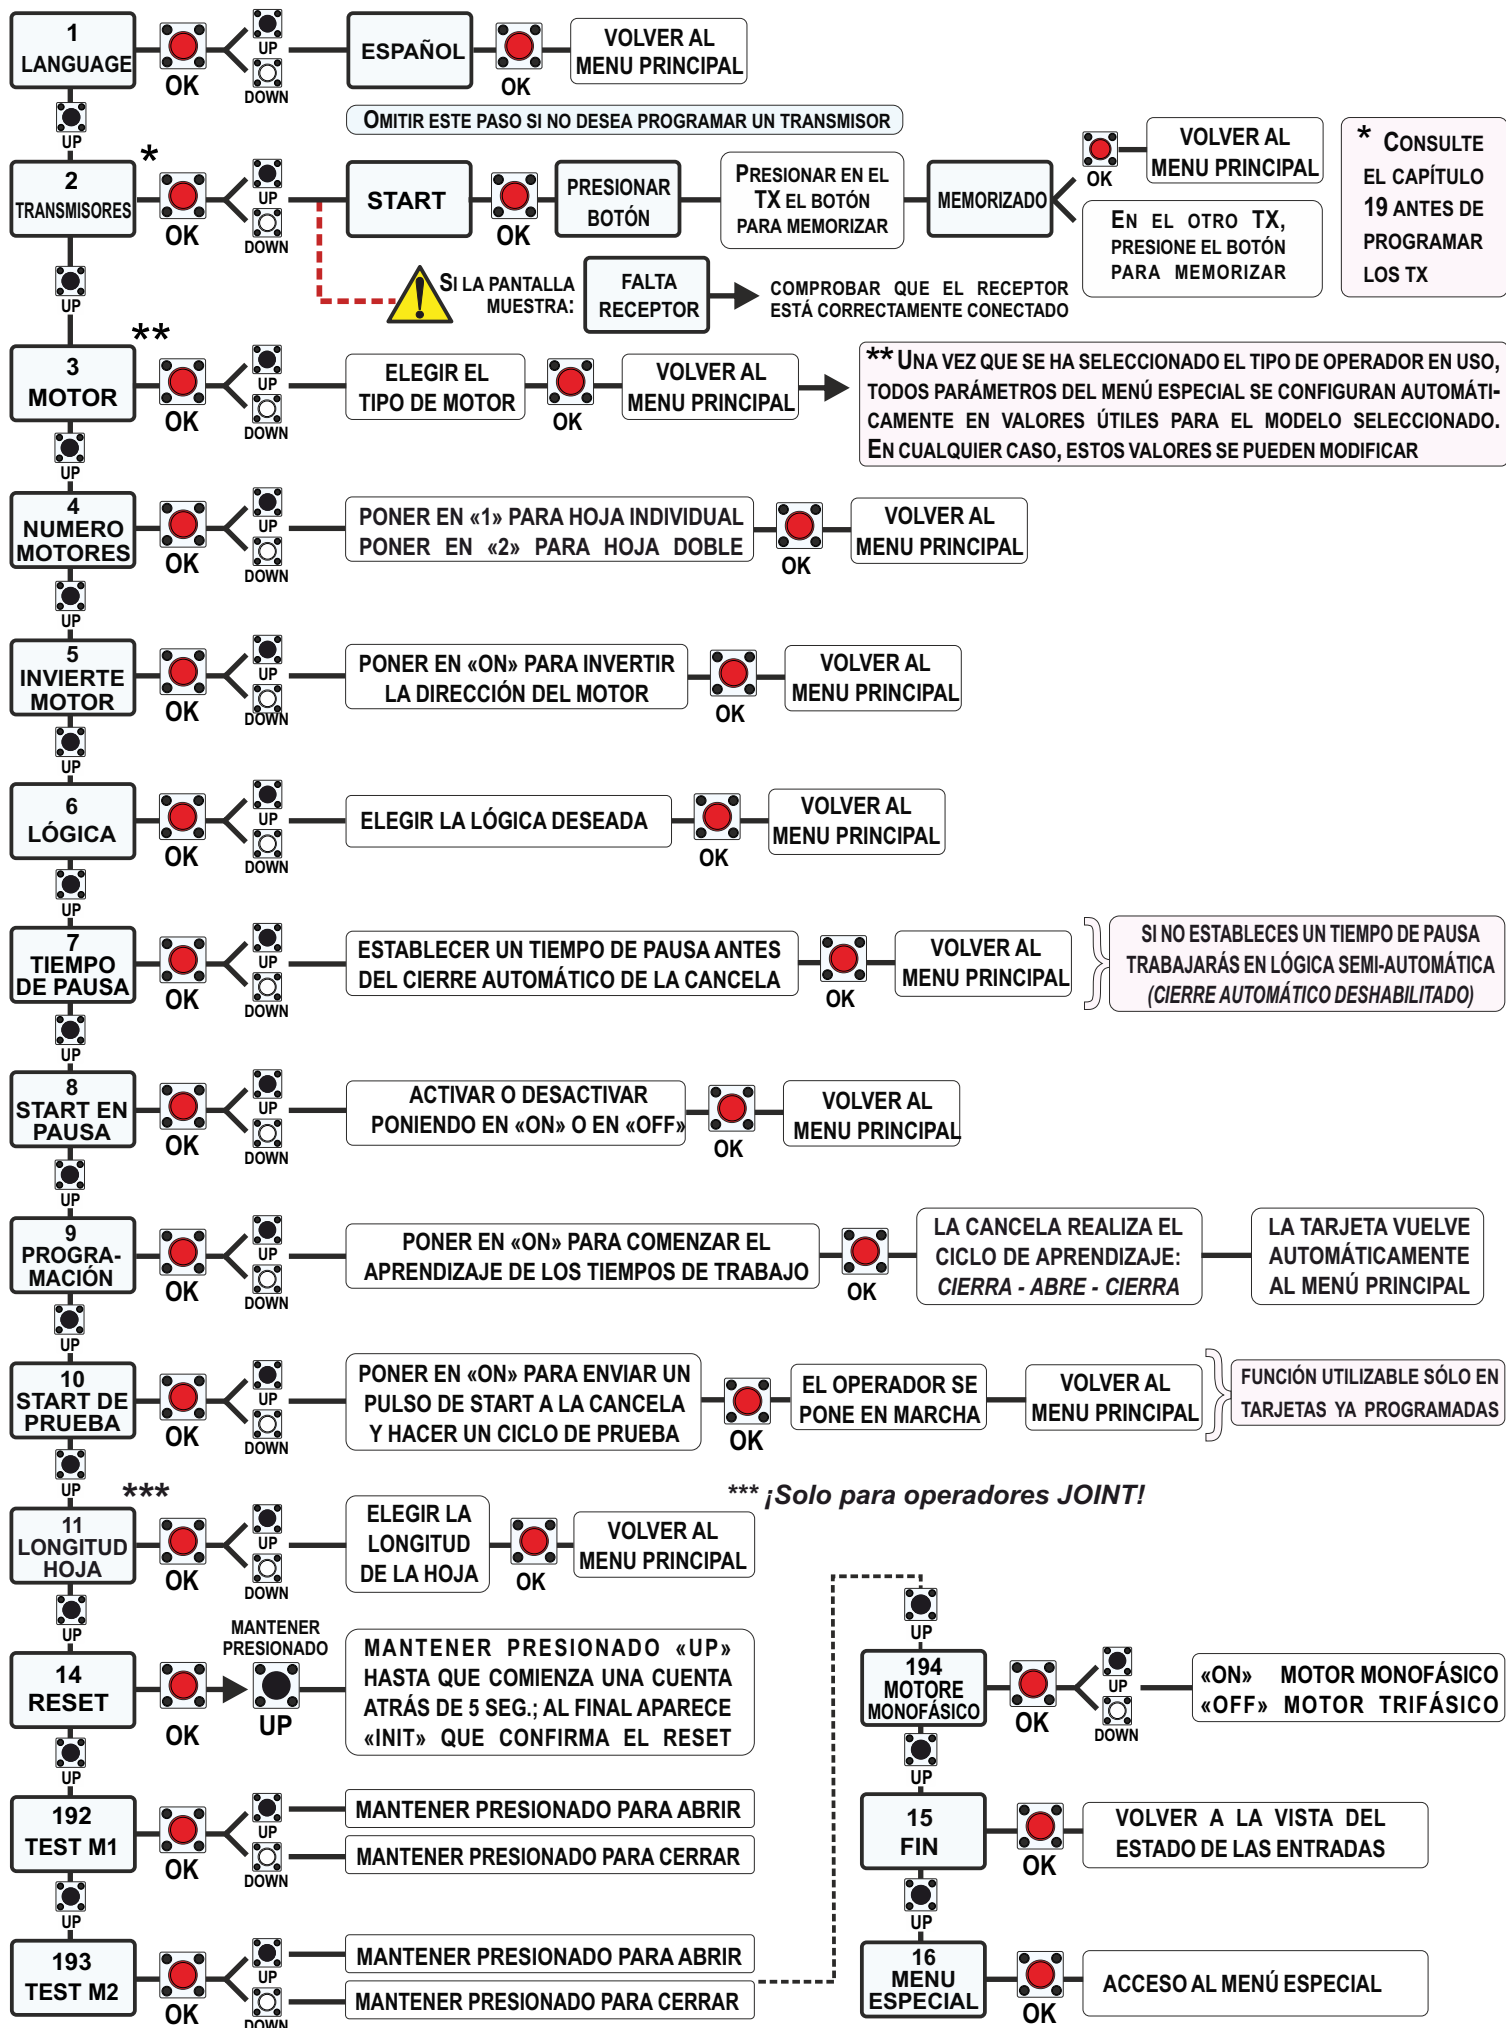 1
LANGUAGE
OK
UP
DOWN
ESPAÑOL
OK
VOLVER AL
MENU PRINCIPAL
UP
OMITIR ESTE PASO SI NO DESEA PROGRAMAR UN TRANSMISOR
2
TRANSMISORES
*
OK
UP
DOWN
START
OK
PRESIONAR
BOTÓN
PRESIONAR EN EL
TX EL BOTÓN
PARA MEMORIZAR
MEMORIZADO
OK
VOLVER AL
MENU PRINCIPAL
EN EL OTRO TX,
PRESIONE EL BOTÓN
PARA MEMORIZAR
* CONSULTE
EL CAPÍTULO
19 ANTES DE
PROGRAMAR
LOS TX
!
SI LA PANTALLA
MUESTRA:
FALTA
RECEPTOR
COMPROBAR QUE EL RECEPTOR
ESTÁ CORRECTAMENTE CONECTADO
UP
3
MOTOR
**
OK
UP
DOWN
ELEGIR EL
TIPO DE MOTOR
OK
VOLVER AL
MENU PRINCIPAL
** UNA VEZ QUE SE HA SELECCIONADO EL TIPO DE OPERADOR EN USO,
TODOS PARÁMETROS DEL MENÚ ESPECIAL SE CONFIGURAN AUTOMÁTI-
CAMENTE EN VALORES ÚTILES PARA EL MODELO SELECCIONADO.
EN CUALQUIER CASO, ESTOS VALORES SE PUEDEN MODIFICAR
UP
4
NUMERO
MOTORES
OK
UP
DOWN
PONER EN «1» PARA HOJA INDIVIDUAL
PONER EN «2» PARA HOJA DOBLE
OK
VOLVER AL
MENU PRINCIPAL
UP
5
INVIERTE
MOTOR
OK
UP
DOWN
PONER EN «ON» PARA INVERTIR
LA DIRECCIÓN DEL MOTOR
OK
VOLVER AL
MENU PRINCIPAL
UP
6
LÓGICA
OK
UP
DOWN
ELEGIR LA LÓGICA DESEADA
OK
VOLVER AL
MENU PRINCIPAL
UP
7
TIEMPO
DE PAUSA
OK
UP
DOWN
ESTABLECER UN TIEMPO DE PAUSA ANTES
DEL CIERRE AUTOMÁTICO DE LA CANCELA
OK
VOLVER AL
MENU PRINCIPAL
SI NO ESTABLECES UN TIEMPO DE PAUSA
TRABAJARÁS EN LÓGICA SEMI-AUTOMÁTICA
(CIERRE AUTOMÁTICO DESHABILITADO)
UP
8
START EN
PAUSA
OK
UP
DOWN
ACTIVAR O DESACTIVAR
PONIENDO EN «ON» O EN «OFF»
OK
VOLVER AL
MENU PRINCIPAL
UP
9
PROGRA-
MACIÓN
OK
UP
DOWN
PONER EN «ON» PARA COMENZAR EL
APRENDIZAJE DE LOS TIEMPOS DE TRABAJO
OK
LA CANCELA REALIZA EL
CICLO DE APRENDIZAJE:
CIERRA - ABRE - CIERRA
LA TARJETA VUELVE
AUTOMÁTICAMENTE
AL MENÚ PRINCIPAL
UP
10
START DE
PRUEBA
OK
UP
DOWN
PONER EN «ON» PARA ENVIAR UN
PULSO DE START A LA CANCELA
Y HACER UN CICLO DE PRUEBA
OK
EL OPERADOR SE
PONE EN MARCHA
VOLVER AL
MENU PRINCIPAL
FUNCIÓN UTILIZABLE SÓLO EN
TARJETAS YA PROGRAMADAS
UP
***
*** ¡Solo para operadores JOINT!
11
LONGITUD
HOJA
OK
UP
DOWN
ELEGIR LA
LONGITUD
DE LA HOJA
OK
VOLVER AL
MENU PRINCIPAL
UP
14
RESET
OK
MANTENER
PRESIONADO
UP
MANTENER PRESIONADO «UP»
HASTA QUE COMIENZA UNA CUENTA
ATRÁS DE 5 SEG.; AL FINAL APARECE
«INIT» QUE CONFIRMA EL RESET
UP
192
TEST M1
OK
UP
DOWN
MANTENER PRESIONADO PARA ABRIR
MANTENER PRESIONADO PARA CERRAR
UP
193
TEST M2
OK
UP
DOWN
MANTENER PRESIONADO PARA ABRIR
MANTENER PRESIONADO PARA CERRAR
UP
194
MOTORE
MONOFÁSICO
OK
UP
DOWN
«ON» MOTOR MONOFÁSICO
«OFF» MOTOR TRIFÁSICO
UP
15
FIN
OK
VOLVER A LA VISTA DEL
ESTADO DE LAS ENTRADAS
UP
16
MENU
ESPECIAL
OK
ACCESO AL MENÚ ESPECIAL